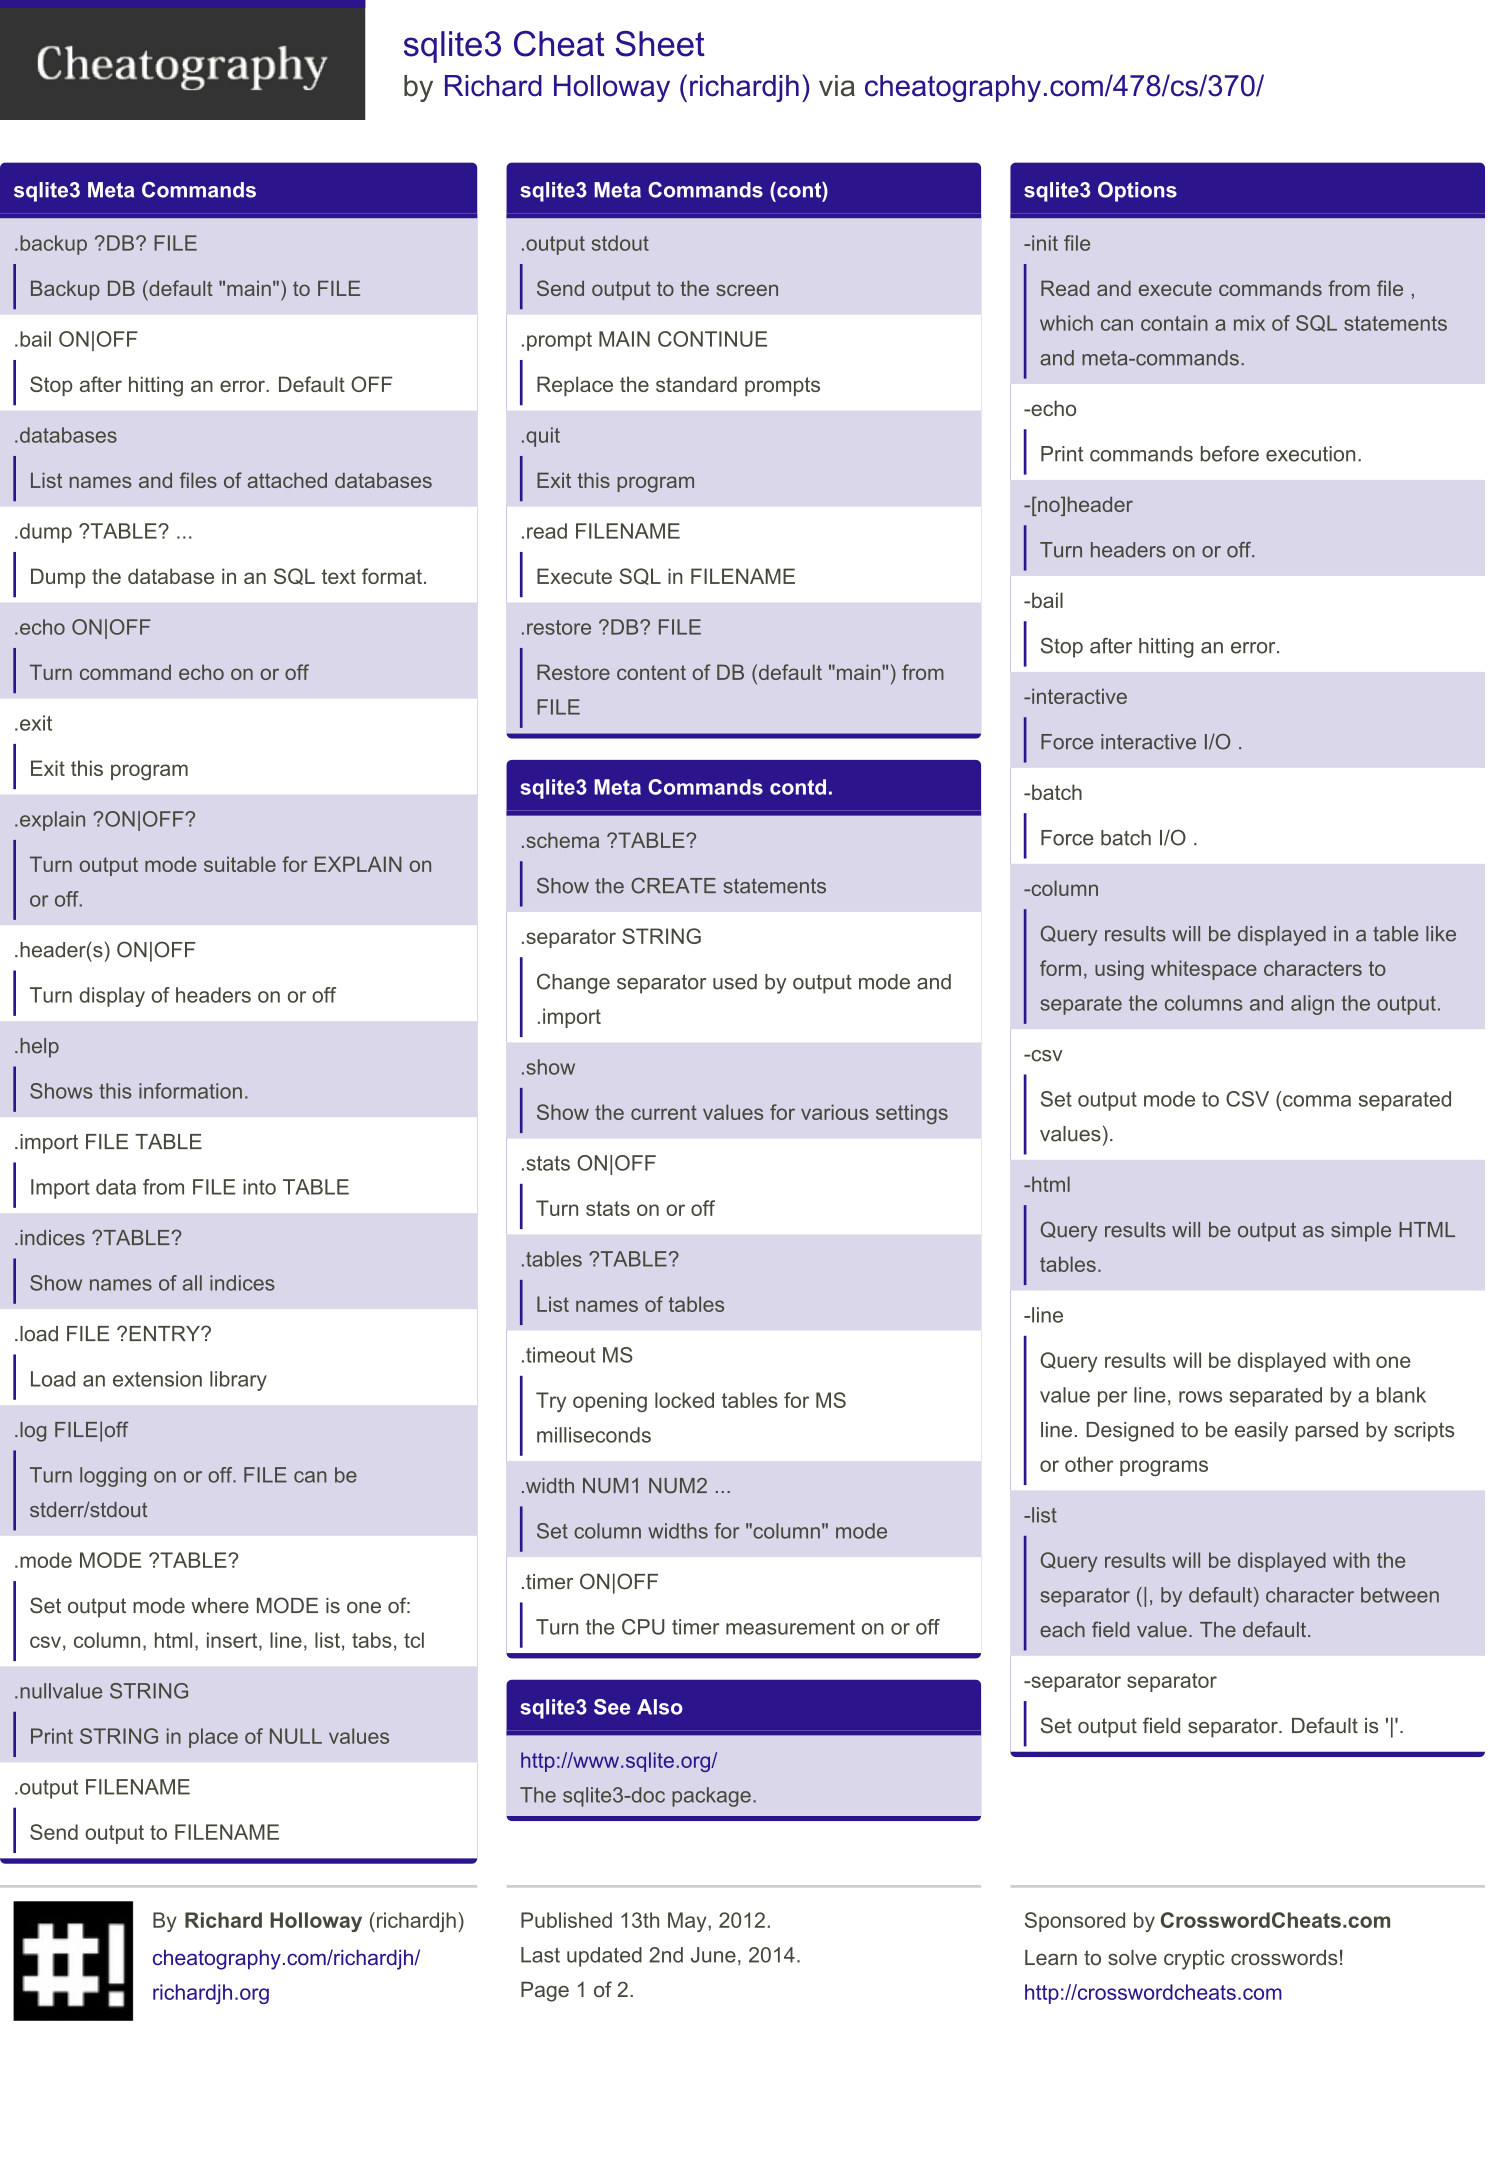 Cheatography
sqlite3 Cheat Sheet
by Richard Holloway (richardjh) via cheatography.com/478/cs/370/
sqlite3 Meta Commands
.backup ?DB? FILE
Backup DB (default "main") to FILE
.bail ON|OFF
Stop after hitting an error. Default OFF
.databases
List names and files of attached databases
.dump ?TABLE? ...
Dump the database in an SQL text format.
.echo ON|OFF
Turn command echo on or off
.exit
Exit this program
.explain ?ON|OFF?
Turn output mode suitable for EXPLAIN on
or off.
.header(s) ON|OFF
Turn display of headers on or off
.help
Shows this information.
.import FILE TABLE
Import data from FILE into TABLE
.indices ?TABLE?
Show names of all indices
.load FILE ?ENTRY?
Load an extension library
.log FILE|off
Turn logging on or off. FILE can be
stderr/stdout
.mode MODE ?TABLE?
Set output mode where MODE is one of:
csv, column, html, insert, line, list, tabs, tcl
.nullvalue STRING
Print STRING in place of NULL values
.output FILENAME
Send output to FILENAME
sqlite3 Meta Commands (cont)
.output stdout
Send output to the screen
.prompt MAIN CONTINUE
Replace the standard prompts
.quit
Exit this program
.read FILENAME
Execute SQL in FILENAME
.restore ?DB? FILE
Restore content of DB (default "main") from
FILE
sqlite3 Meta Commands contd.
.schema ?TABLE?
Show the CREATE statements
.separator STRING
Change separator used by output mode and
.import
.show
Show the current values for various settings
.stats ON|OFF
Turn stats on or off
.tables ?TABLE?
List names of tables
.timeout MS
Try opening locked tables for MS
milliseconds
.width NUM1 NUM2 ...
Set column widths for "column" mode
.timer ON|OFF
Turn the CPU timer measurement on or off
sqlite3 See Also
http://www.sqlite.org/
The sqlite3-doc package.
sqlite3 Options
-init file
Read and execute commands from file ,
which can contain a mix of SQL statements
and meta-commands.
-echo
Print commands before execution.
-[no]header
Turn headers on or off.
-bail
Stop after hitting an error.
-interactive
Force interactive I/O .
-batch
Force batch I/O .
-column
Query results will be displayed in a table like
form, using whitespace characters to
separate the columns and align the output.
-csv
Set output mode to CSV (comma separated
values).
-html
Query results will be output as simple HTML
tables.
-line
Query results will be displayed with one
value per line, rows separated by a blank
line. Designed to be easily parsed by scripts
or other programs
-list
Query results will be displayed with the
separator (|, by default) character between
each field value. The default.
-separator separator
Set output field separator. Default is '|'.
#!
By Richard Holloway (richardjh)
cheatography.com/richardjh/
richardjh.org
Published 13th May, 2012.
Last updated 2nd June, 2014.
Page 1 of 2.
Sponsored by CrosswordCheats.com
Learn to solve cryptic crosswords!
http://crosswordcheats.com